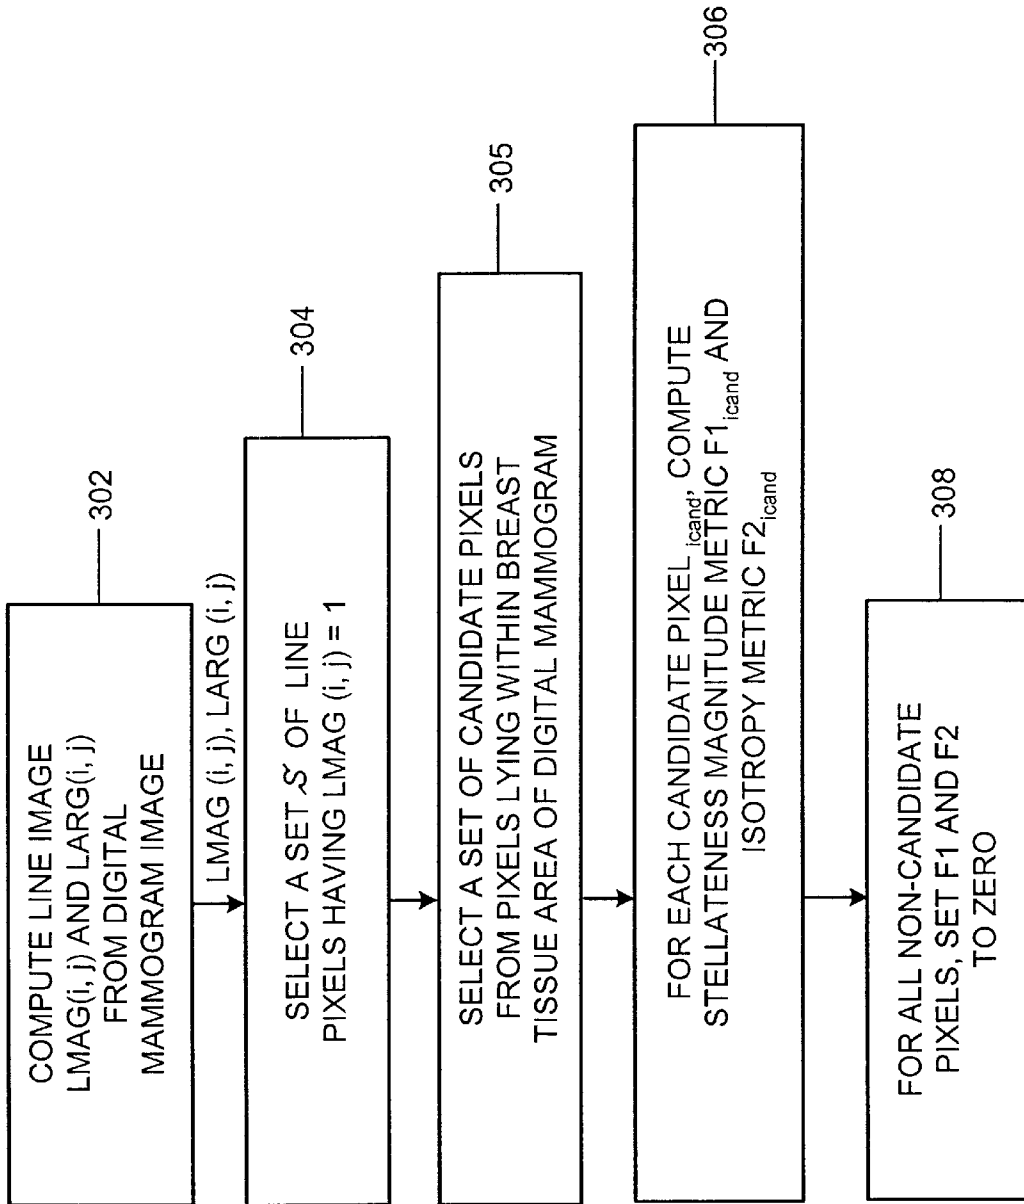 COMPUTE LINE IMAGE
LMAG(i, j) AND LARG(i, j)
FROM DIGITAL
MAMMOGRAM IMAGE
302
LMAG (i, j), LARG (i, j)
SELECT A SET 𝒮 OF LINE
PIXELS HAVING LMAG (i, j) = 1
304
SELECT A SET OF CANDIDATE PIXELS
FROM PIXELS LYING WITHIN BREAST
TISSUE AREA OF DIGITAL MAMMOGRAM
305
FOR EACH CANDIDATE PIXEL icand, COMPUTE
STELLATENESS MAGNITUDE METRIC F1icand AND
ISOTROPY METRIC F2icand
306
FOR ALL NON-CANDIDATE
PIXELS, SET F1 AND F2
TO ZERO
308